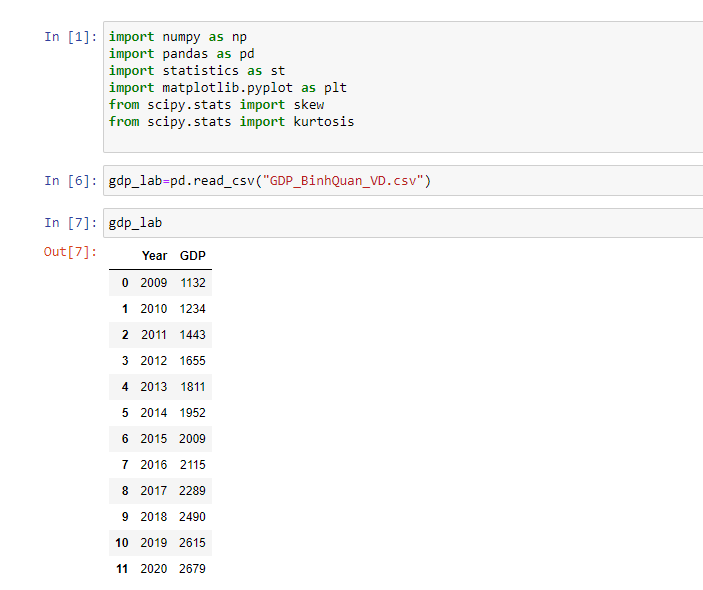 In [1]: import numpy as np
import pandas as pd
import statistics as st
import matplotlib.pyplot as plt
from scipy.stats import skew
from scipy.stats import kurtosis
In [6]: gdp_lab=pd.read_csv("GDP_BinhQuan_VD.csv")
In [7]: gdp_lab
Out[7]:
Year GDP
0 2009 1132
1 2010 1234
2 2011 1443
3 2012 1655
4 2013 1811
5 2014 1952
6 2015 2009
7 2016 2115
8 2017 2289
9 2018 2490
10 2019 2615
11 2020 2679